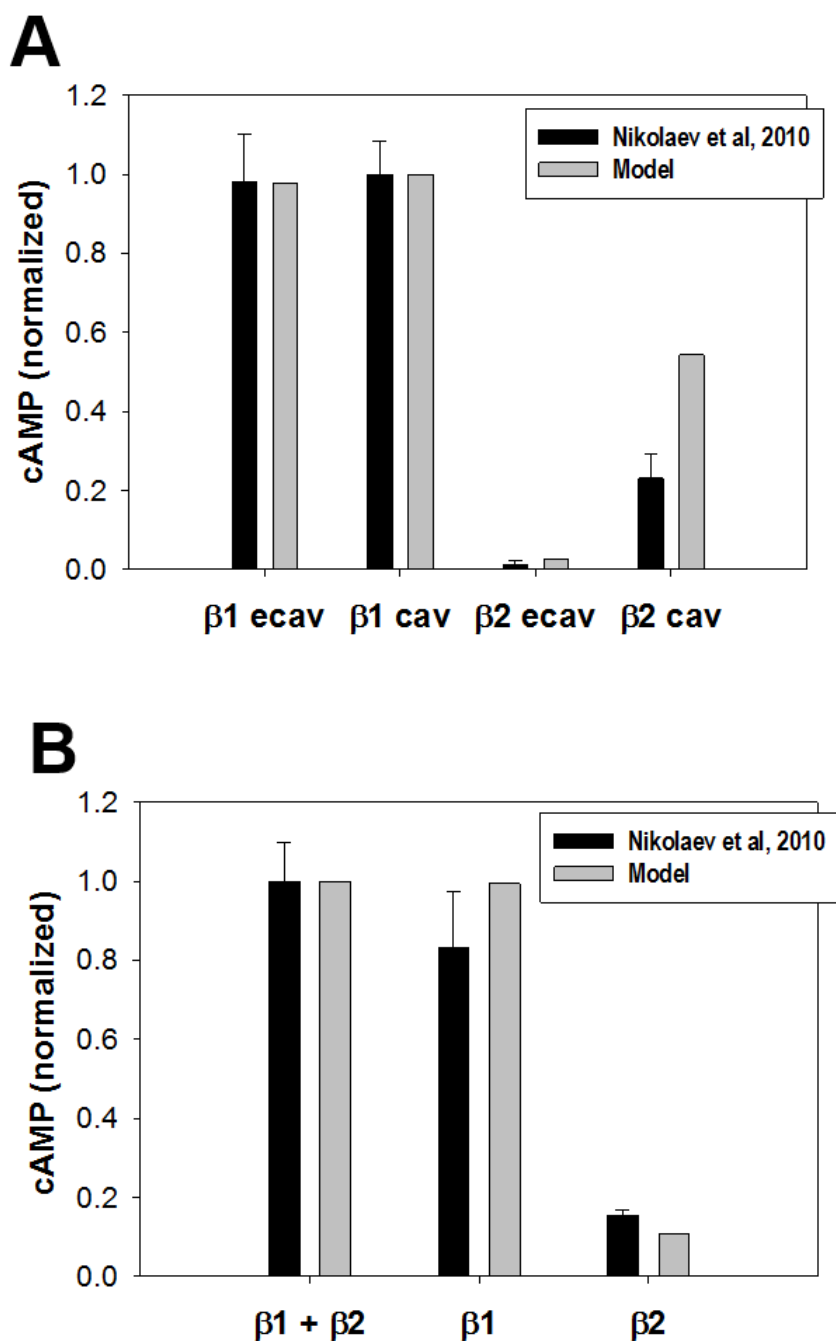 A
1.2
1.0
0.8
0.6
0.4
0.2
0.0
cAMP (normalized)
Nikolaev et al, 2010
Model
β1 ecav
β1 cav
β2 ecav
β2 cav
B
1.2
1.0
0.8
0.6
0.4
0.2
0.0
cAMP (normalized)
Nikolaev et al, 2010
Model
β1 + β2
β1
β2